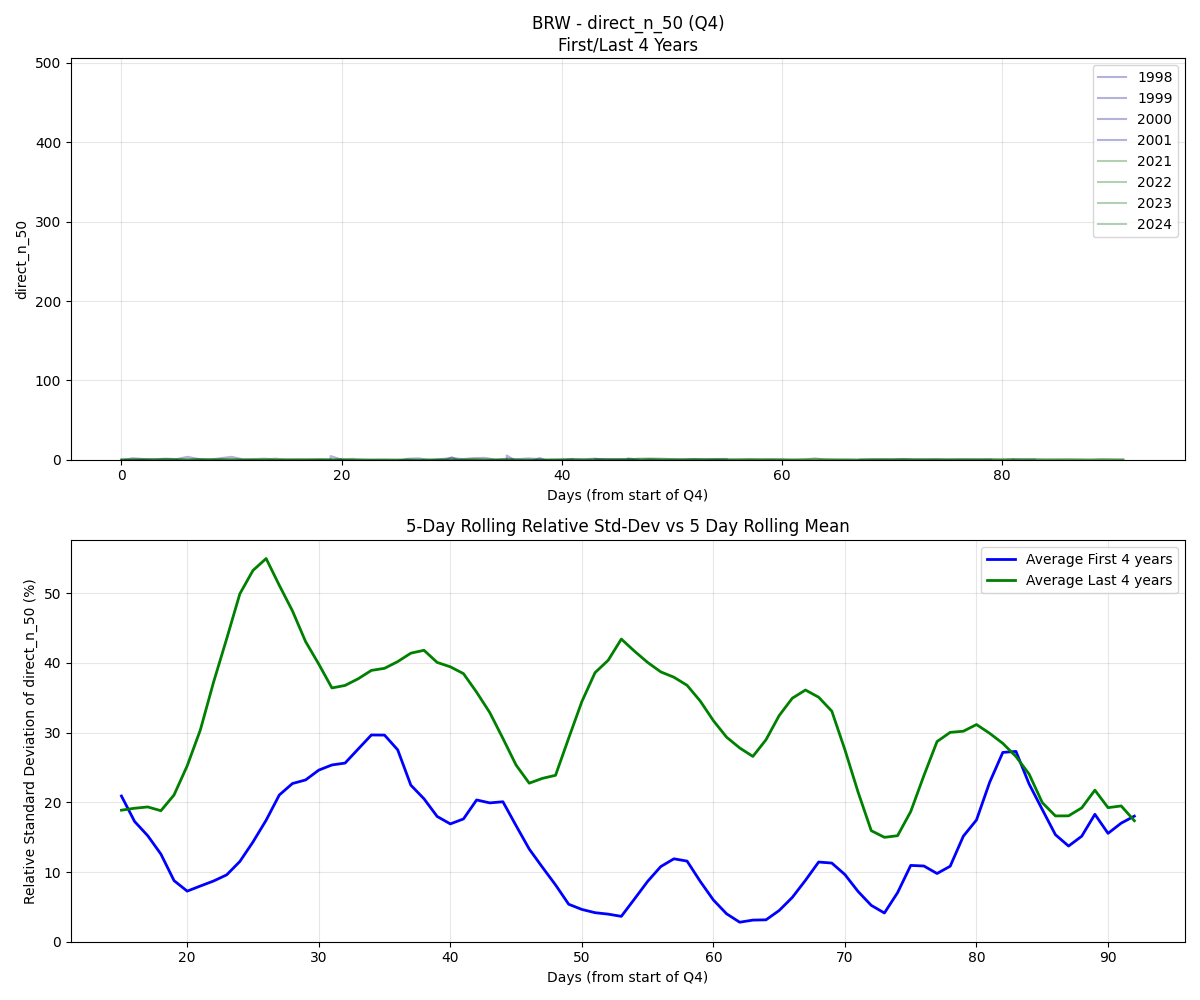 BRW - direct_n_50 (Q4)
First/Last 4 Years
direct_n_50
500
400
300
200
100
0
0 20 40 60 80
Days (from start of Q4)
1998
1999
2000
2001
2021
2022
2023
2024
5-Day Rolling Relative Std-Dev vs 5 Day Rolling Mean
Relative Standard Deviation of direct_n_50 (%)
50
40
30
20
10
0
20 30 40 50 60 70 80 90
Days (from start of Q4)
Average First 4 years
Average Last 4 years